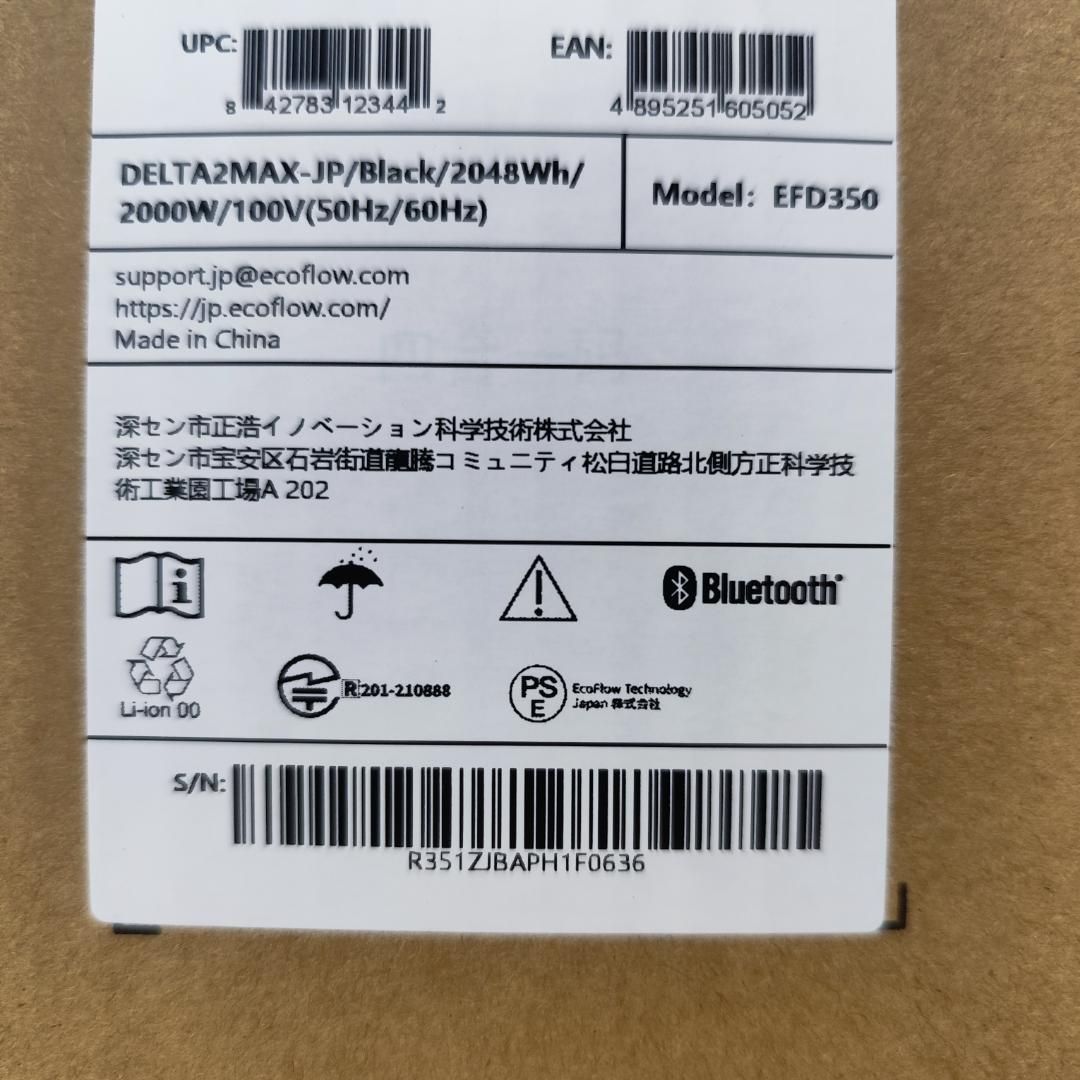 UPC:
8 42783 12344 2
EAN:
4 895251 605052
DELTA2MAX-JP/Black/2048Wh/
2000W/100V(50Hz/60Hz)
Model: EFD350
support.jp@ecoflow.com
https://jp.ecoflow.com/
Made in China
深セン市正浩イノベーション科学技術株式会社
深セン市宝安区石岩街道龍騰コミュニティ松白道路北側方正科学技
術工業園工場A 202
Bluetooth
Li-ion 00
R 201-210888
PS
E
EcoFlow Technology
Japan 株式会社
S/N:
R351ZJBAPH1F0636